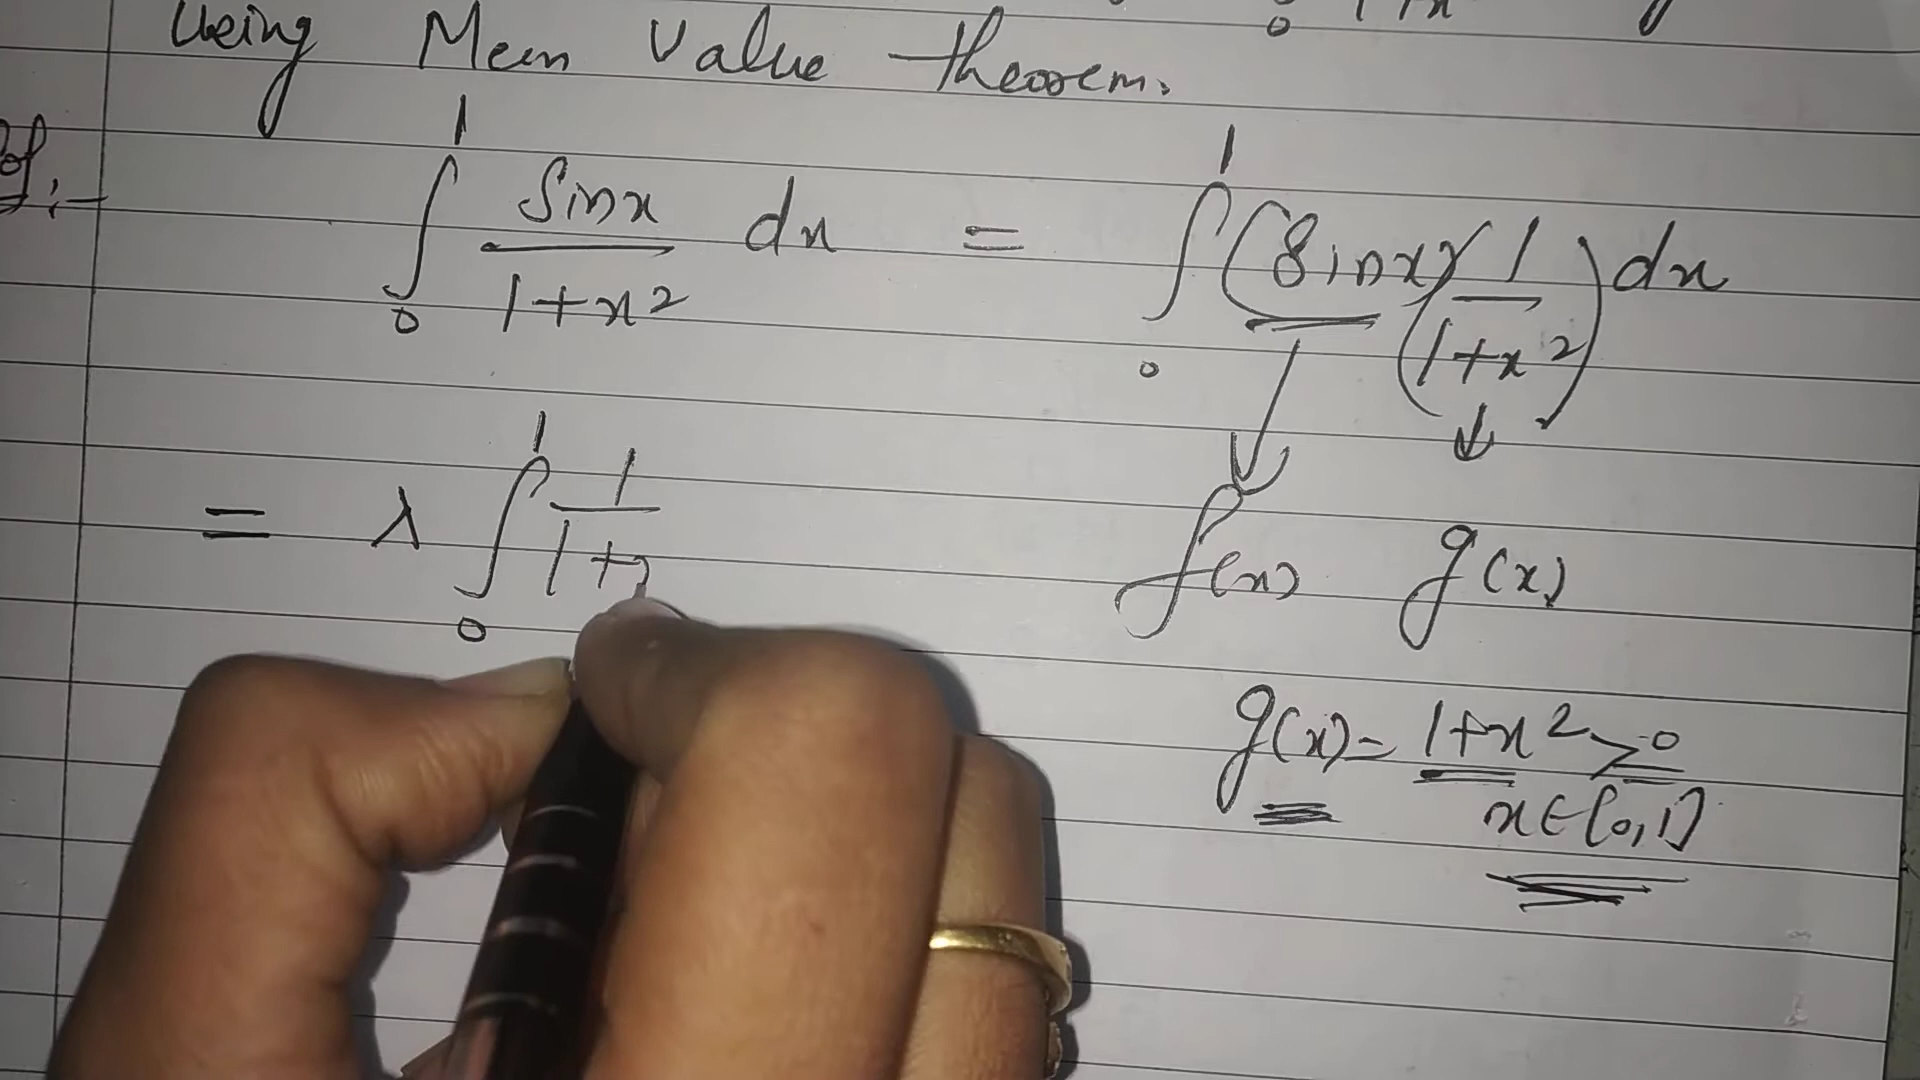 Using Mean Value theorem.
∫₀¹ sinx/(1+x²) dx = ∫₀¹ (sinx)(1/(1+x²)) dx
= λ ∫₀¹ 1/(1+
f(x) g(x)
g(x) = 1+x² ≥ 0
x ∈ [0,1]